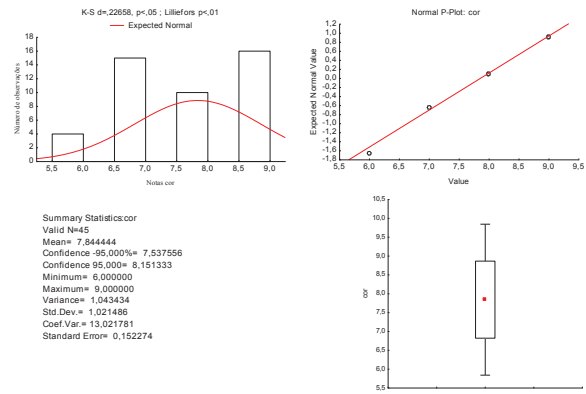 K-S d=,22658, p<,05 ; Lilliefors p<,01
Expected Normal
Número de observações
18
16
14
12
10
8
6
4
2
0
5,5 6,0 6,5 7,0 7,5 8,0 8,5 9,0
Notas cor
Normal P-Plot: cor
Expected Normal Value
1,2
1,0
0,8
0,6
0,4
0,2
0,0
-0,2
-0,4
-0,6
-0,8
-1,0
-1,2
-1,4
-1,6
-1,8
5,5 6,0 6,5 7,0 7,5 8,0 8,5 9,0 9,5
Value
Summary Statistics:cor
Valid N=45
Mean= 7,844444
Confidence -95,000%= 7,537556
Confidence 95,000= 8,151333
Minimum= 6,000000
Maximum= 9,000000
Variance= 1,043434
Std.Dev.= 1,021486
Coef.Var.= 13,021781
Standard Error= 0,152274
cor
10,5
10,0
9,5
9,0
8,5
8,0
7,5
7,0
6,5
6,0
5,5